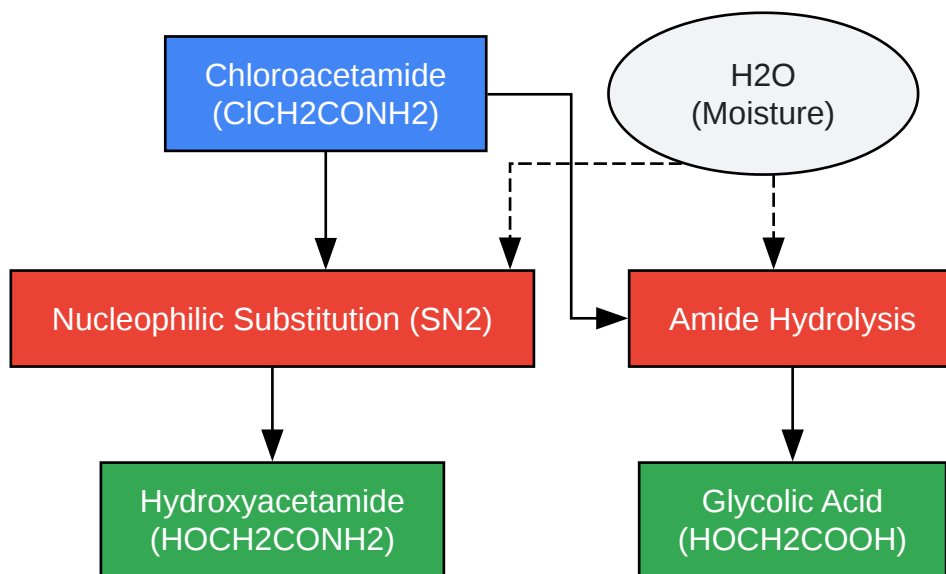 Chloroacetamide
(ClCH2CONH2)
H2O
(Moisture)
Nucleophilic Substitution (SN2)
Amide Hydrolysis
Hydroxyacetamide
(HOCH2CONH2)
Glycolic Acid
(HOCH2COOH)